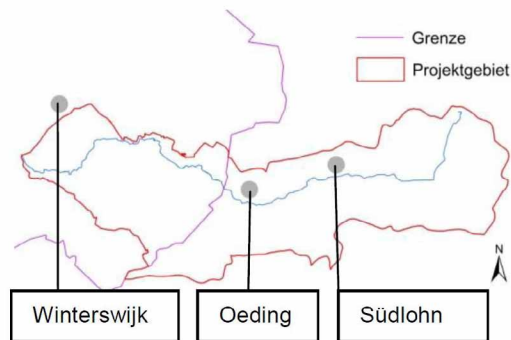 Grenze
Projektgebiet
N
Winterswijk
Oeding
Südlohn